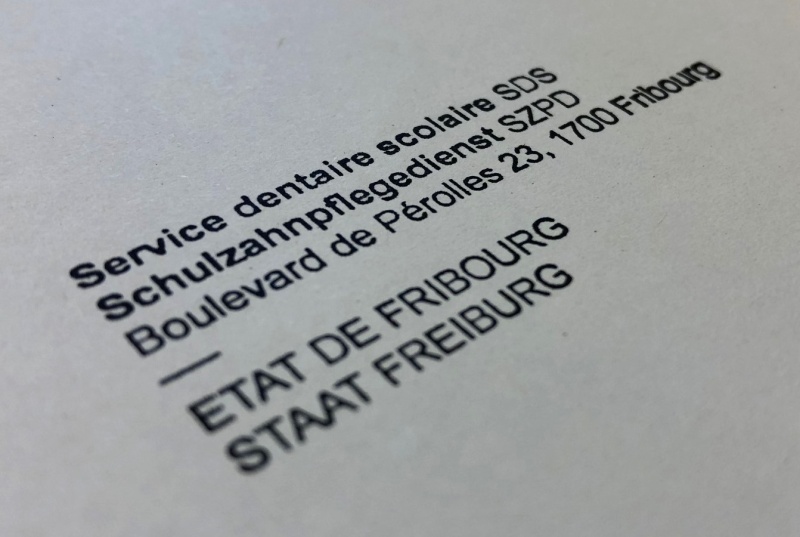 Service dentaire scolaire SDS
Schulzahnpflegedienst SZPD
Boulevard de Pérolles 23, 1700 Fribourg
—
ETAT DE FRIBOURG
STAAT FREIBURG